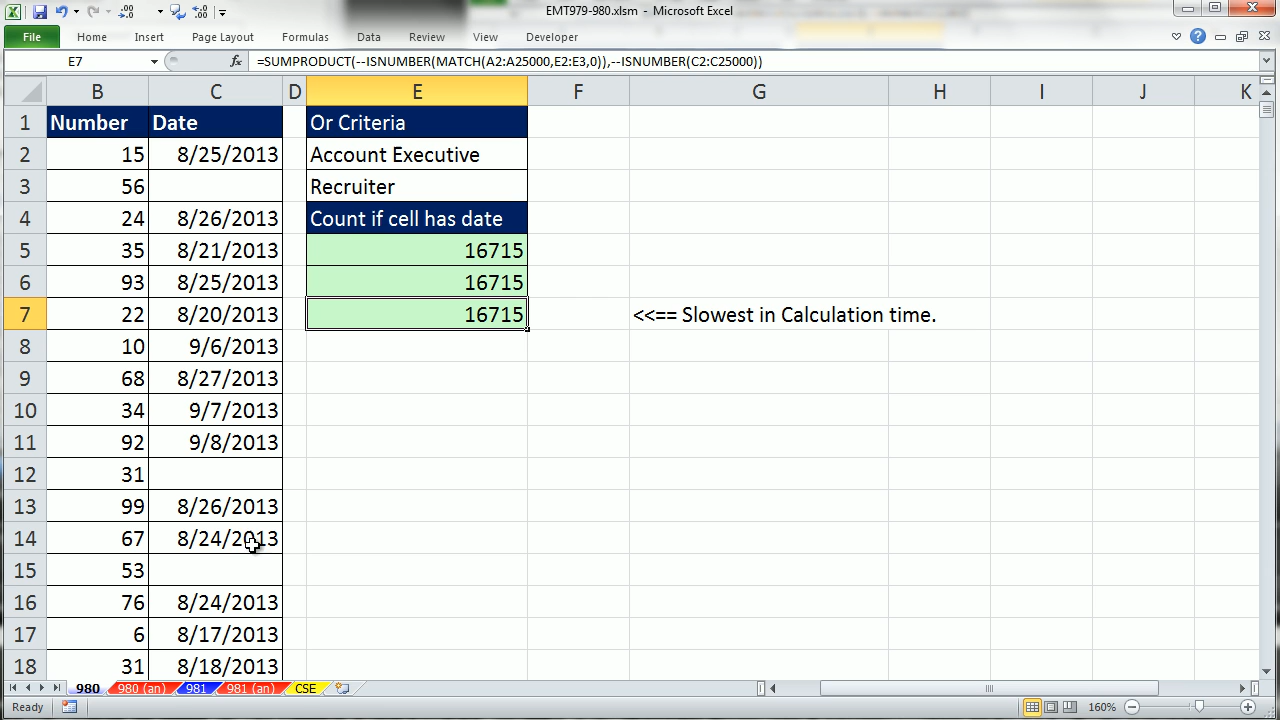 EMT979-980.xlsm - Microsoft Excel
File Home Insert Page Layout Formulas Data Review View Developer
E7 fx =SUMPRODUCT(--ISNUMBER(MATCH(A2:A25000,E2:E3,0)),--ISNUMBER(C2:C25000))
B C D E F G H I J K
1 Number Date Or Criteria
2 15 8/25/2013 Account Executive
3 56 Recruiter
4 24 8/26/2013 Count if cell has date
5 35 8/21/2013 16715
6 93 8/25/2013 16715
7 22 8/20/2013 16715 <<== Slowest in Calculation time.
8 10 9/6/2013
9 68 8/27/2013
10 34 9/7/2013
11 92 9/8/2013
12 31
13 99 8/26/2013
14 67 8/24/2013
15 53
16 76 8/24/2013
17 6 8/17/2013
18 31 8/18/2013
980 980 (an) 981 981 (an) CSE
Ready 160%